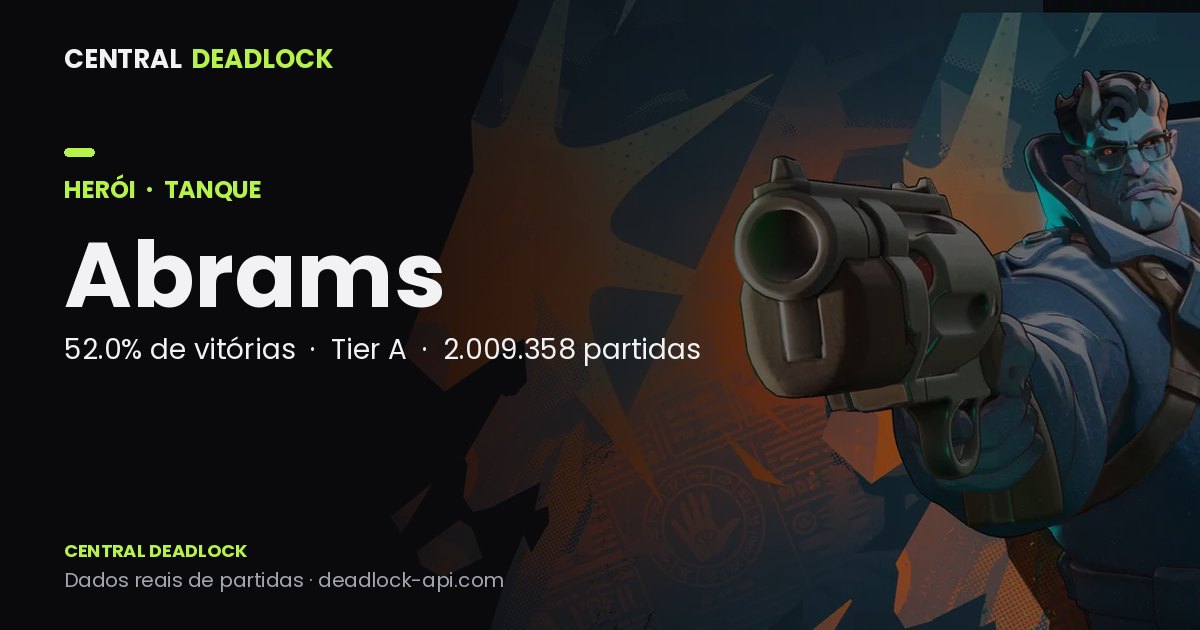 CENTRAL DEADLOCK
HERÓI · TANQUE
Abrams
52.0% de vitórias · Tier A · 2.009.358 partidas
CENTRAL DEADLOCK
Dados reais de partidas · deadlock-api.com